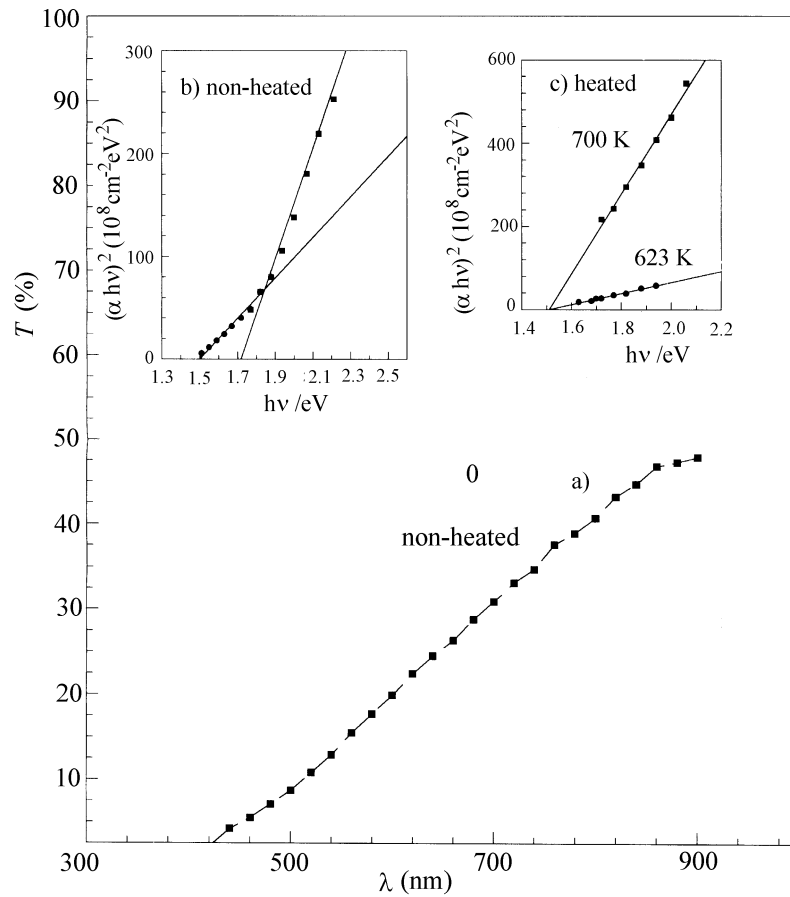 100
90
80
70
60
50
40
30
20
10
T (%)
300
500
700
900
λ (nm)
b) non-heated
300
200
100
0
(α hν)² (10⁸cm⁻²eV²)
1.3 1.5 1.7 1.9 2.1 2.3 2.5
hν /eV
c) heated
700 K
623 K
600
400
200
0
(α hν)² (10⁸cm⁻²eV²)
1.4 1.6 1.8 2.0 2.2
hν /eV
0
a)
non-heated